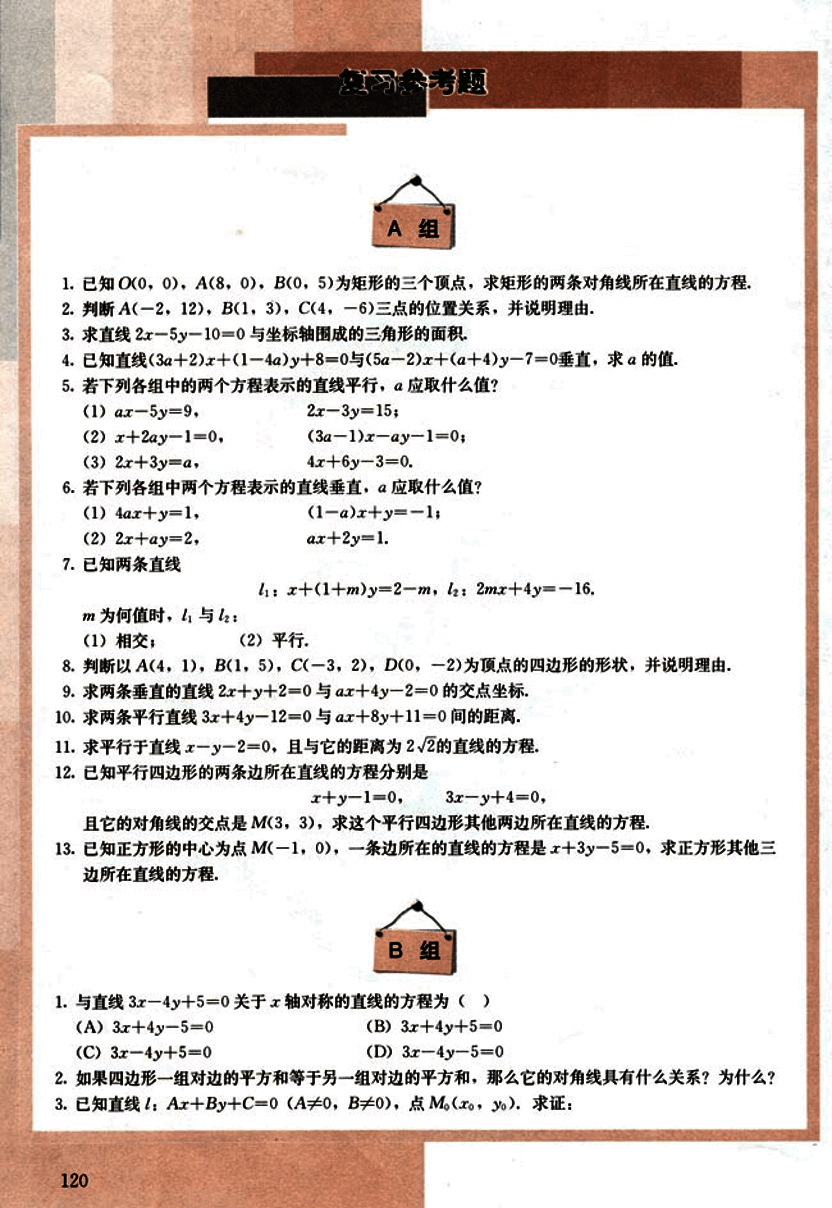 复习参考题
A 组
1. 已知 O(0，0)，A(8，0)，B(0，5)为矩形的三个顶点，求矩形的两条对角线所在直线的方程.
2. 判断 A(－2，12)，B(1，3)，C(4，－6)三点的位置关系，并说明理由.
3. 求直线 2x－5y－10=0 与坐标轴围成的三角形的面积.
4. 已知直线(3a＋2)x＋(1－4a)y＋8=0与(5a－2)x＋(a＋4)y－7=0垂直，求 a 的值.
5. 若下列各组中的两个方程表示的直线平行，a 应取什么值？
(1) ax－5y=9， 2x－3y=15；
(2) x＋2ay－1=0， (3a－1)x－ay－1=0；
(3) 2x＋3y=a， 4x＋6y－3=0.
6. 若下列各组中两个方程表示的直线垂直，a 应取什么值？
(1) 4ax＋y=1， (1－a)x＋y=－1；
(2) 2x＋ay=2， ax＋2y=1.
7. 已知两条直线
l₁：x＋(1＋m)y=2－m，l₂：2mx＋4y=－16.
m 为何值时，l₁ 与 l₂：
(1) 相交； (2) 平行.
8. 判断以 A(4，1)，B(1，5)，C(－3，2)，D(0，－2)为顶点的四边形的形状，并说明理由.
9. 求两条垂直的直线 2x＋y＋2=0 与 ax＋4y－2=0 的交点坐标.
10. 求两条平行直线 3x＋4y－12=0 与 ax＋8y＋11=0 间的距离.
11. 求平行于直线 x－y－2=0，且与它的距离为 2√2的直线的方程.
12. 已知平行四边形的两条边所在直线的方程分别是
x＋y－1=0， 3x－y＋4=0，
且它的对角线的交点是 M(3，3)，求这个平行四边形其他两边所在直线的方程.
13. 已知正方形的中心为点 M(－1，0)，一条边所在的直线的方程是 x＋3y－5=0，求正方形其他三
边所在直线的方程.
B 组
1. 与直线 3x－4y＋5=0 关于 x 轴对称的直线的方程为（ ）
(A) 3x＋4y－5=0 (B) 3x＋4y＋5=0
(C) 3x－4y＋5=0 (D) 3x－4y－5=0
2. 如果四边形一组对边的平方和等于另一组对边的平方和，那么它的对角线具有什么关系？为什么？
3. 已知直线 l：Ax＋By＋C=0（A≠0，B≠0），点 M₀(x₀，y₀)．求证：
120